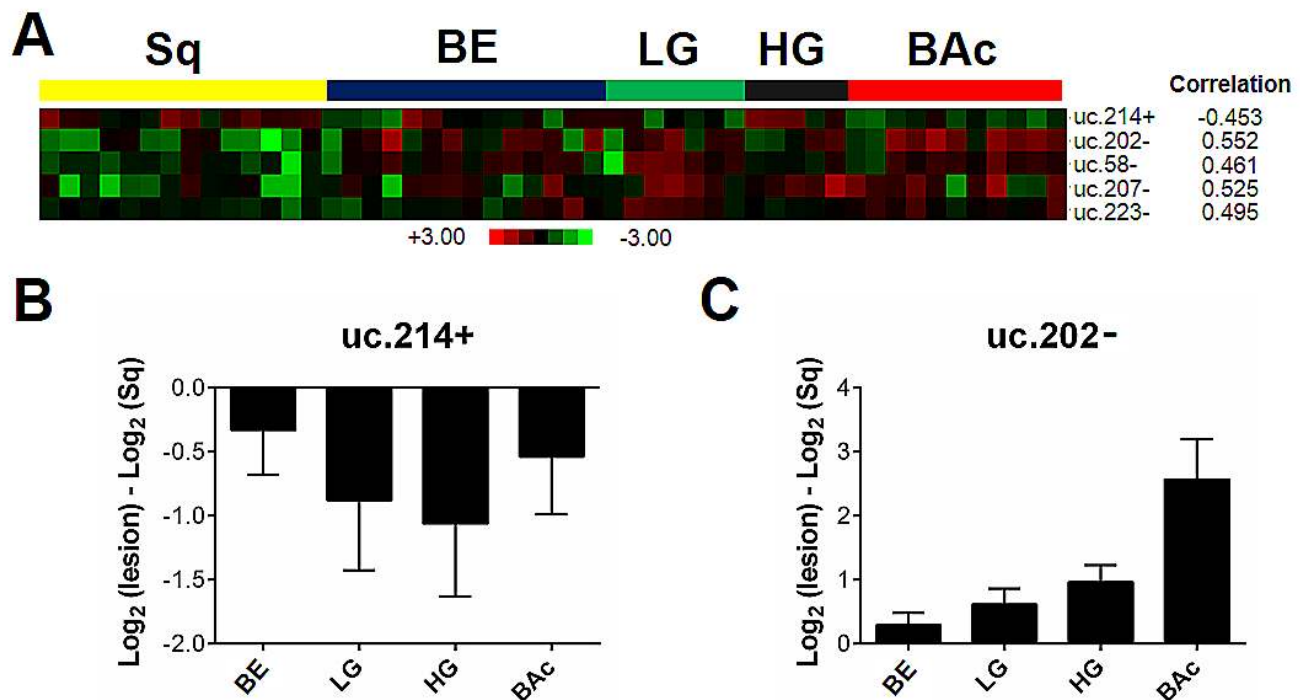 A
Sq BE LG HG BAc
Correlation
uc.214+ -0.453
uc.202- 0.552
uc.58- 0.461
uc.207- 0.525
uc.223- 0.495
+3.00 -3.00
B
uc.214+
Log2 (lesion) - Log2 (Sq)
0.0
-0.5
-1.0
-1.5
-2.0
BE LG HG BAc
C
uc.202-
Log2 (lesion) - Log2 (Sq)
4
3
2
1
0
BE LG HG BAc